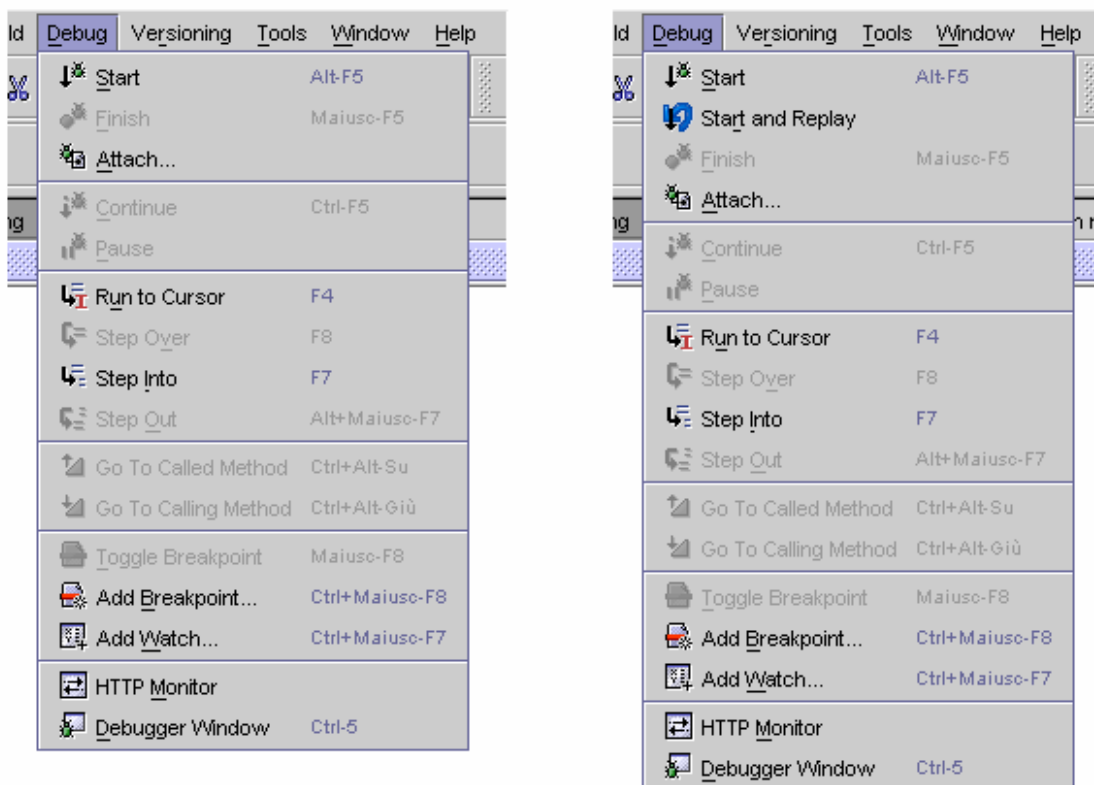 ld Debug Versioning Tools Window Help
Start Alt-F5
Finish Maiusc-F5
Attach...
ng
Continue Ctrl-F5
Pause
Run to Cursor F4
Step Over F8
Step Into F7
Step Out Alt+Maiusc-F7
Go To Called Method Ctrl+Alt-Su
Go To Calling Method Ctrl+Alt-Giù
Toggle Breakpoint Maiusc-F8
Add Breakpoint... Ctrl+Maiusc-F8
Add Watch... Ctrl+Maiusc-F7
HTTP Monitor
Debugger Window Ctrl-5
ld Debug Versioning Tools Window Help
Start Alt-F5
Start and Replay
Finish Maiusc-F5
Attach...
ng
Continue Ctrl-F5
Pause
Run to Cursor F4
Step Over F8
Step Into F7
Step Out Alt+Maiusc-F7
Go To Called Method Ctrl+Alt-Su
Go To Calling Method Ctrl+Alt-Giù
Toggle Breakpoint Maiusc-F8
Add Breakpoint... Ctrl+Maiusc-F8
Add Watch... Ctrl+Maiusc-F7
HTTP Monitor
Debugger Window Ctrl-5